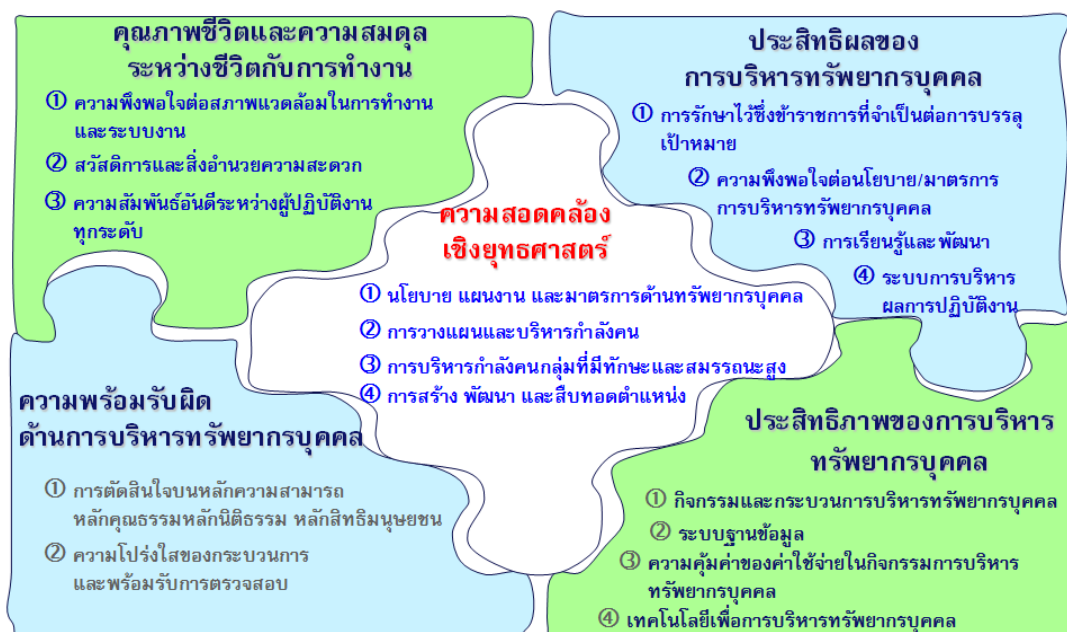 คุณภาพชีวิตและความสมดุล
ระหว่างชีวิตกับการทำงาน
① ความพึงพอใจต่อสภาพแวดล้อมในการทำงาน
และระบบงาน
② สวัสดิการและสิ่งอำนวยความสะดวก
③ ความสัมพันธ์อันดีระหว่างผู้ปฏิบัติงาน
ทุกระดับ
ประสิทธิผลของ
การบริหารทรัพยากรบุคคล
① การรักษาไว้ซึ่งข้าราชการที่จำเป็นต่อการบรรลุ
เป้าหมาย
② ความพึงพอใจต่อนโยบาย/มาตรการ
การบริหารทรัพยากรบุคคล
③ การเรียนรู้และพัฒนา
④ ระบบการบริหาร
ผลการปฏิบัติงาน
ความสอดคล้อง
เชิงยุทธศาสตร์
① นโยบาย แผนงาน และมาตรการด้านทรัพยากรบุคคล
② การวางแผนและบริหารกำลังคน
③ การบริหารกำลังคนกลุ่มที่มีทักษะและสมรรถนะสูง
④ การสร้าง พัฒนา และสืบทอดตำแหน่ง
ความพร้อมรับผิด
ด้านการบริหารทรัพยากรบุคคล
① การตัดสินใจบนหลักความสามารถ
หลักคุณธรรมหลักนิติธรรม หลักสิทธิมนุษยชน
② ความโปร่งใสของกระบวนการ
และพร้อมรับการตรวจสอบ
ประสิทธิภาพของการบริหาร
ทรัพยากรบุคคล
① กิจกรรมและกระบวนการบริหารทรัพยากรบุคคล
② ระบบฐานข้อมูล
③ ความคุ้มค่าของค่าใช้จ่ายในกิจกรรมการบริหาร
ทรัพยากรบุคคล
④ เทคโนโลยีเพื่อการบริหารทรัพยากรบุคคล